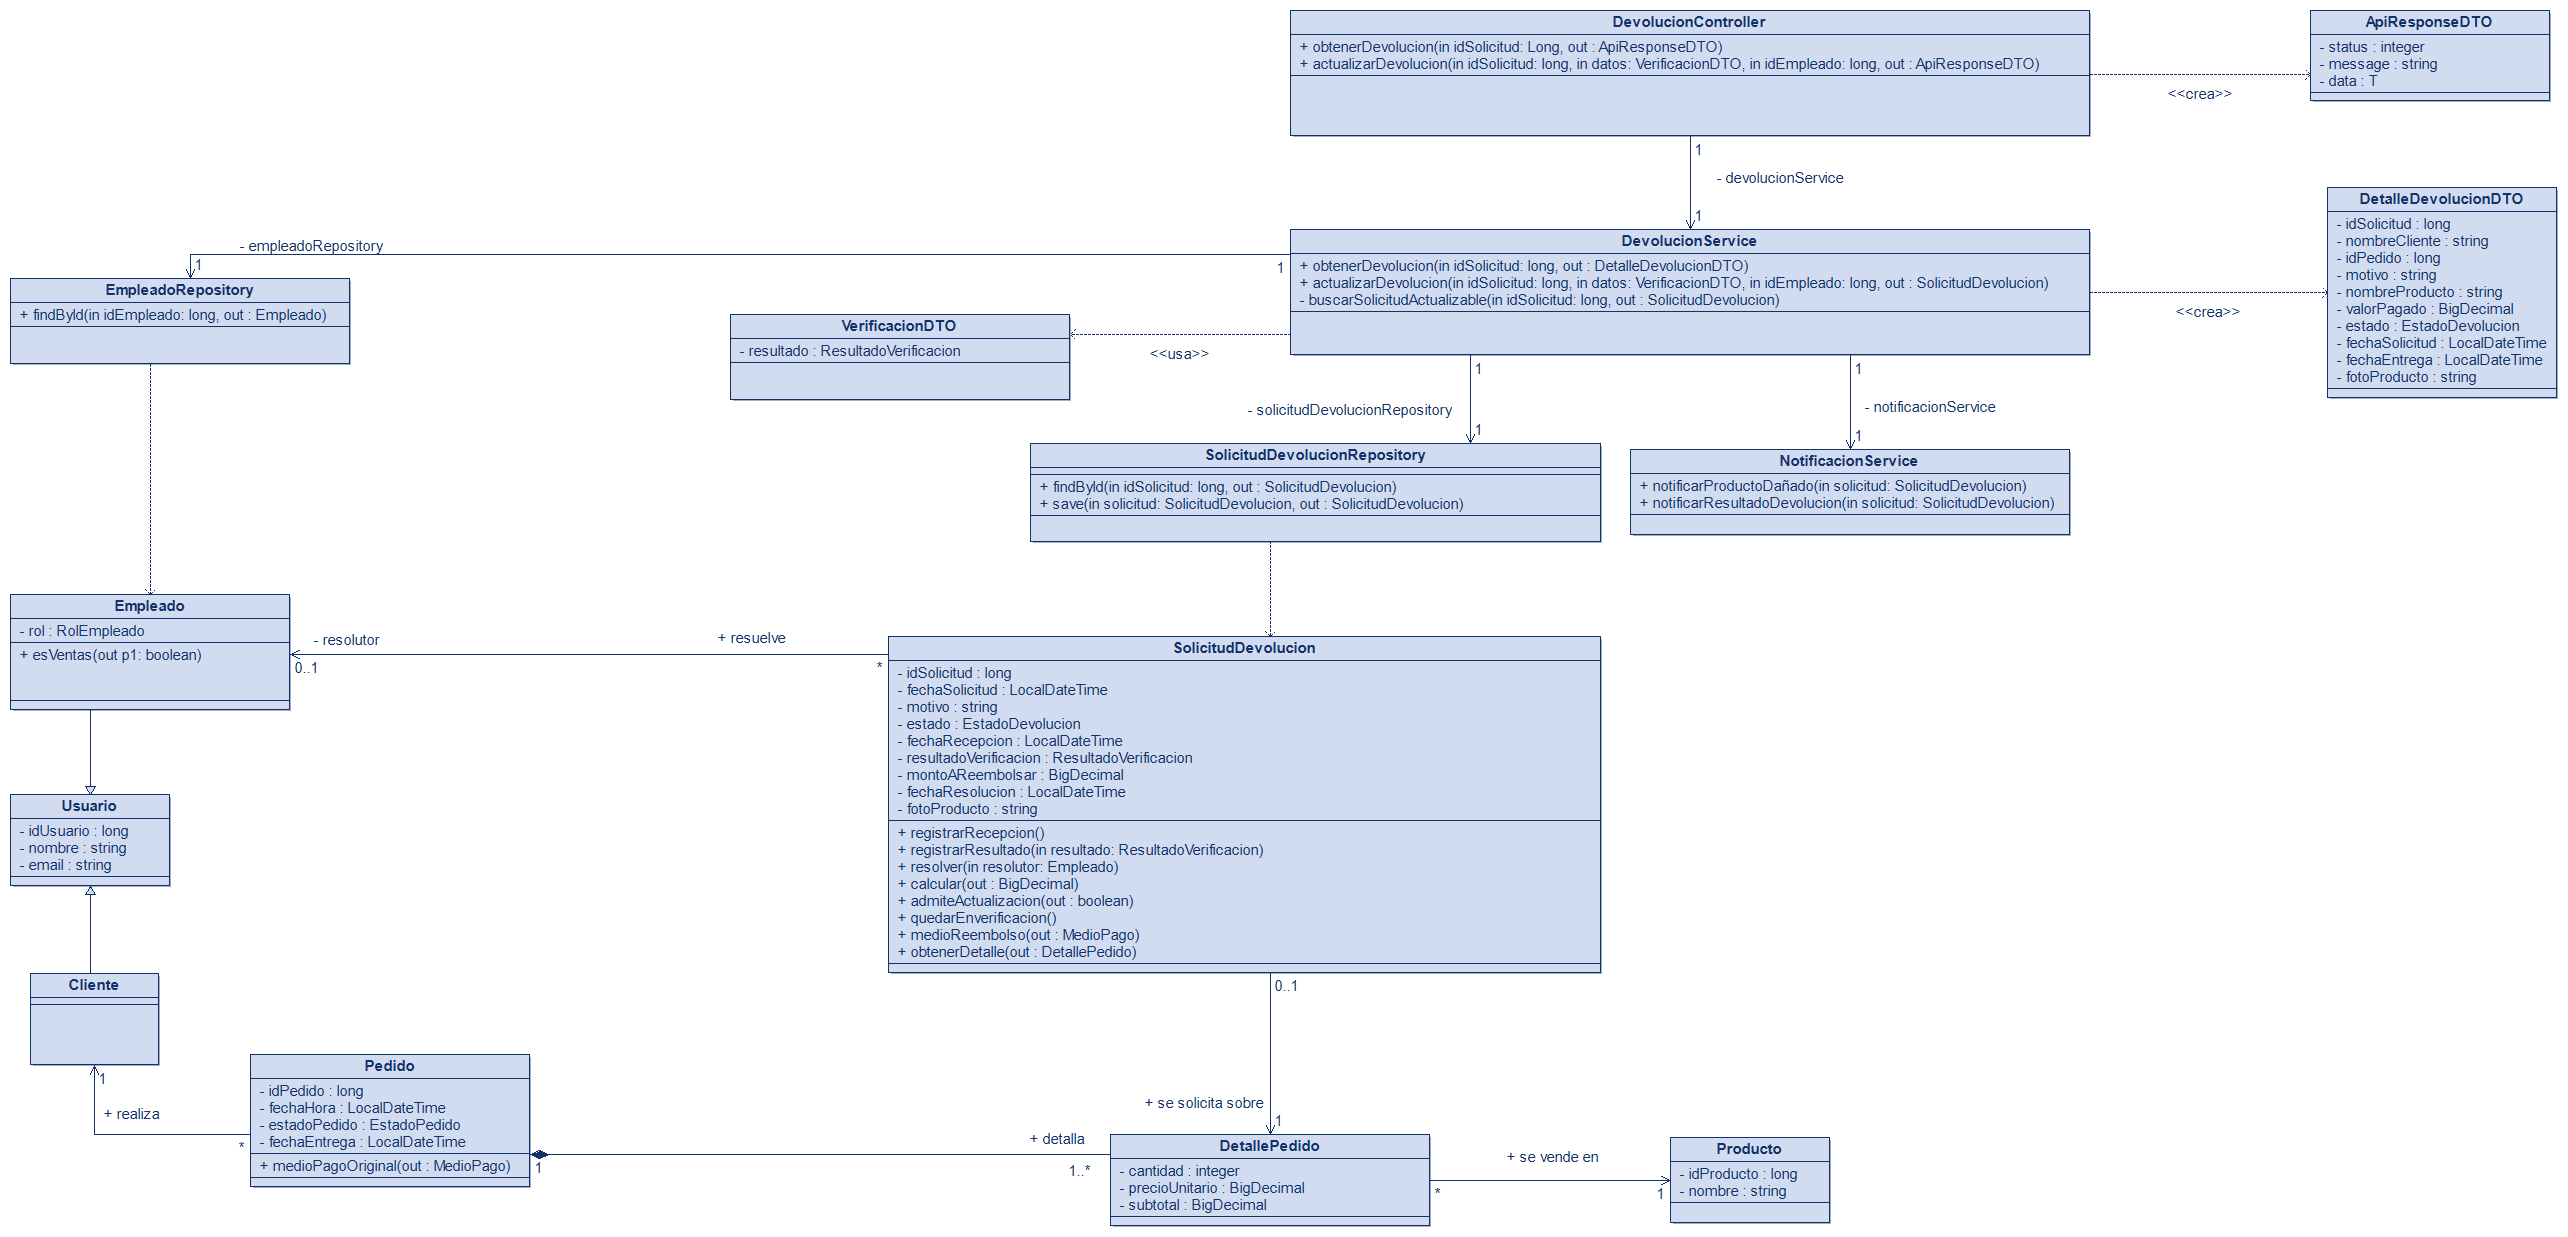 DevolucionController
+ obtenerDevolucion(in idSolicitud: Long, out : ApiResponseDTO)
+ actualizarDevolucion(in idSolicitud: long, in datos: VerificacionDTO, in idEmpleado: long, out : ApiResponseDTO)
ApiResponseDTO
- status : integer
- message : string
- data : T
<<crea>>
1
- devolucionService
1
DetalleDevolucionDTO
- idSolicitud : long
- nombreCliente : string
- idPedido : long
- motivo : string
- nombreProducto : string
- valorPagado : BigDecimal
- estado : EstadoDevolucion
- fechaSolicitud : LocalDateTime
- fechaEntrega : LocalDateTime
- fotoProducto : string
DevolucionService
+ obtenerDevolucion(in idSolicitud: long, out : DetalleDevolucionDTO)
+ actualizarDevolucion(in idSolicitud: long, in datos: VerificacionDTO, in idEmpleado: long, out : SolicitudDevolucion)
- buscarSolicitudActualizable(in idSolicitud: long, out : SolicitudDevolucion)
<<crea>>
- empleadoRepository
1
1
EmpleadoRepository
+ findById(in idEmpleado: long, out : Empleado)
VerificacionDTO
- resultado : ResultadoVerificacion
<<usa>>
1
- solicitudDevolucionRepository
1
1
- notificacionService
1
SolicitudDevolucionRepository
+ findById(in idSolicitud: long, out : SolicitudDevolucion)
+ save(in solicitud: SolicitudDevolucion, out : SolicitudDevolucion)
NotificacionService
+ notificarProductoDañado(in solicitud: SolicitudDevolucion)
+ notificarResultadoDevolucion(in solicitud: SolicitudDevolucion)
Empleado
- rol : RolEmpleado
+ esVentas(out p1: boolean)
- resolutor
0..1
+ resuelve
*
SolicitudDevolucion
- idSolicitud : long
- fechaSolicitud : LocalDateTime
- motivo : string
- estado : EstadoDevolucion
- fechaRecepcion : LocalDateTime
- resultadoVerificacion : ResultadoVerificacion
- montoAReembolsar : BigDecimal
- fechaResolucion : LocalDateTime
- fotoProducto : string
+ registrarRecepcion()
+ registrarResultado(in resultado: ResultadoVerificacion)
+ resolver(in resolutor: Empleado)
+ calcular(out : BigDecimal)
+ admiteActualizacion(out : boolean)
+ quedarEnverificacion()
+ medioReembolso(out : MedioPago)
+ obtenerDetalle(out : DetallePedido)
Usuario
- idUsuario : long
- nombre : string
- email : string
Cliente
1
+ realiza
*
Pedido
- idPedido : long
- fechaHora : LocalDateTime
- estadoPedido : EstadoPedido
- fechaEntrega : LocalDateTime
+ medioPagoOriginal(out : MedioPago)
1
+ detalla
1..*
0..1
+ se solicita sobre
1
DetallePedido
- cantidad : integer
- precioUnitario : BigDecimal
- subtotal : BigDecimal
+ se vende en
*
1
Producto
- idProducto : long
- nombre : string